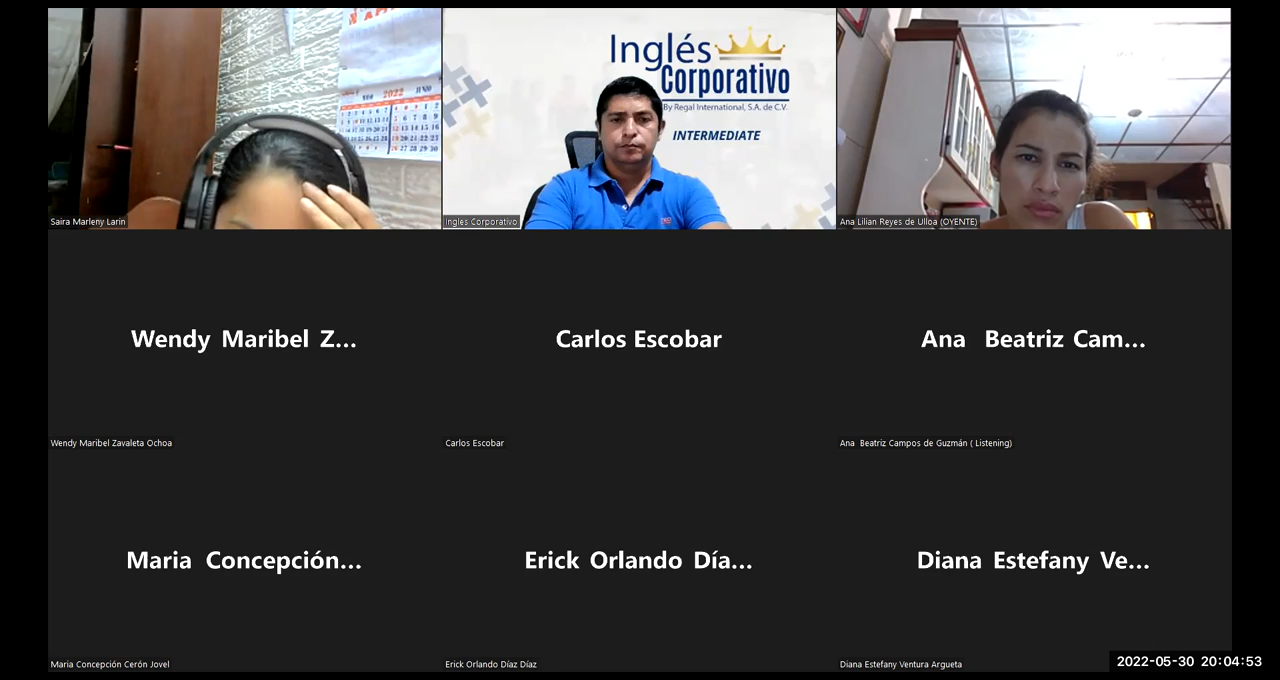 2022
JUNIO
Inglés
Corporativo
By Regal International, S.A. de C.V.
INTERMEDIATE
Saira Marleny Larin
Ingles Corporativo
Ana Lilian Reyes de Ulloa (OYENTE)
Wendy Maribel Z...
Carlos Escobar
Ana Beatriz Cam...
Wendy Maribel Zavaleta Ochoa
Carlos Escobar
Ana Beatriz Campos de Guzmán ( Listening)
Maria Concepción...
Erick Orlando Día...
Diana Estefany Ve...
Maria Concepción Cerón Jovel
Erick Orlando Díaz Díaz
Diana Estefany Ventura Argueta
2022-05-30 20:04:53